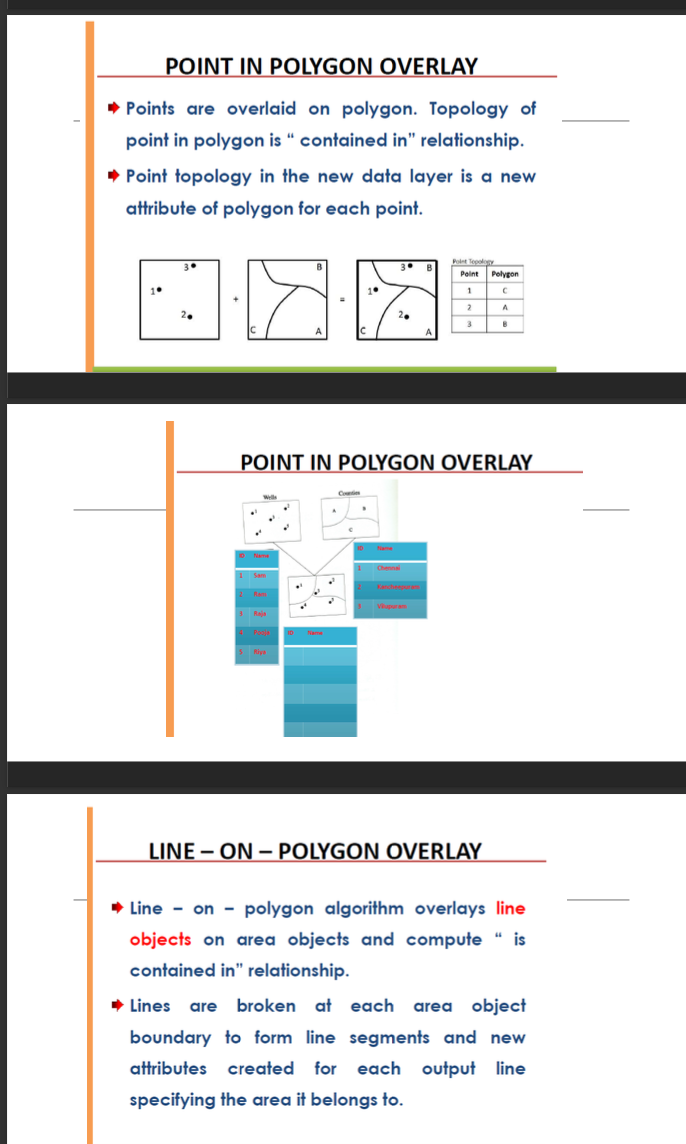 POINT IN POLYGON OVERLAY
Points are overlaid on polygon. Topology of
point in polygon is “ contained in” relationship.
Point topology in the new data layer is a new
attribute of polygon for each point.
3 B 3 B
1 + = 1
2 2
C A C A
Point Topology
Point Polygon
1 C
2 A
3 B
POINT IN POLYGON OVERLAY
Wells
Counties
A B
C
ID Name
1 Sam
2 Ram
3 Raja
4
5 Riya
ID Name
1 Chennai
2 Kancheepuram
3 Vilupuram
ID Name
LINE – ON – POLYGON OVERLAY
Line – on – polygon algorithm overlays line
objects on area objects and compute “ is
contained in” relationship.
Lines are broken at each area object
boundary to form line segments and new
attributes created for each output line
specifying the area it belongs to.